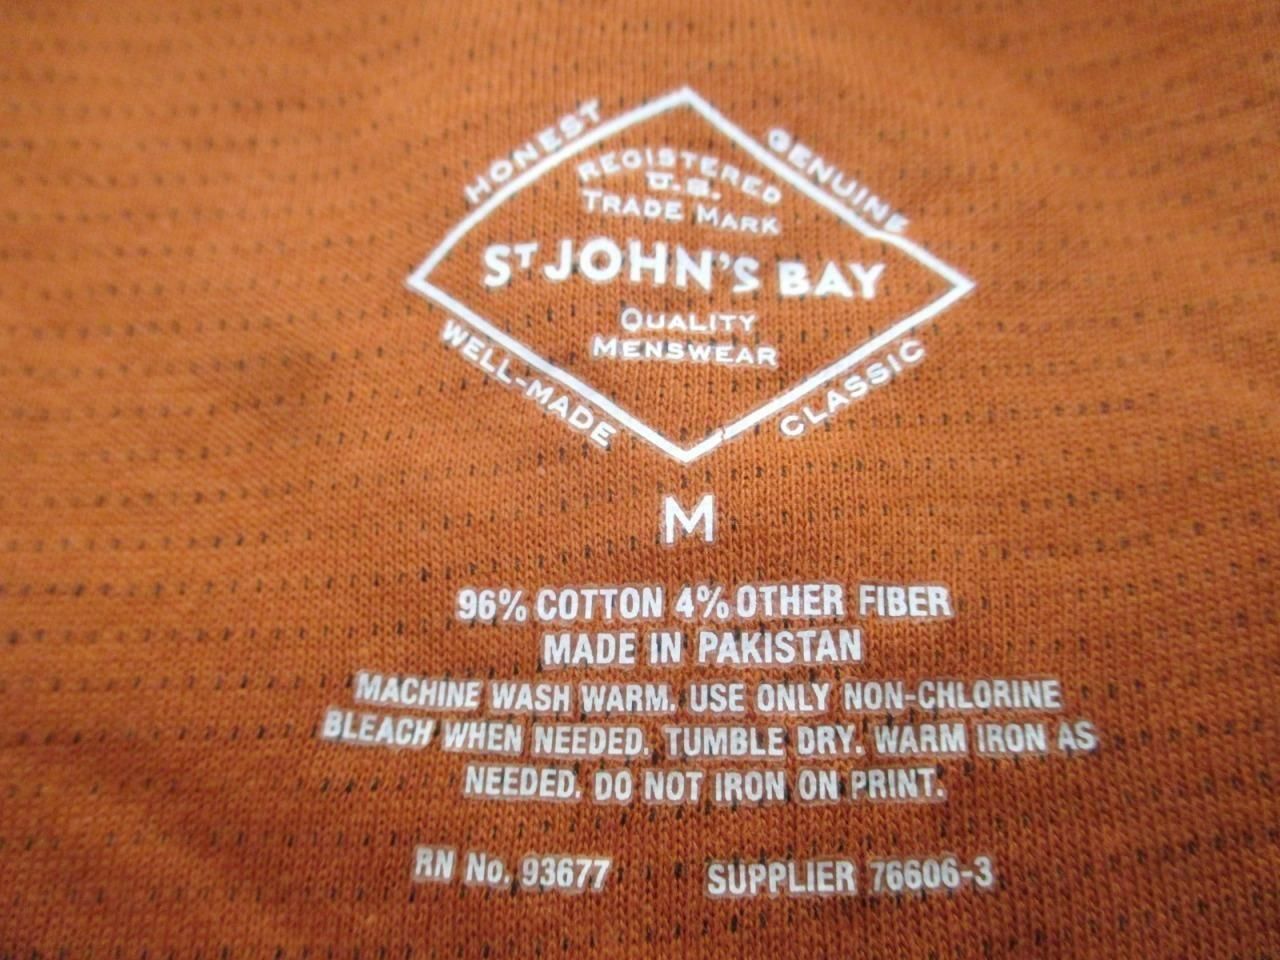 HONEST
GENUINE
REGISTERED
U.S.
TRADE MARK
ST JOHN'S BAY
QUALITY
MENSWEAR
WELL-MADE
CLASSIC
M
96% COTTON 4% OTHER FIBER
MADE IN PAKISTAN
MACHINE WASH WARM. USE ONLY NON-CHLORINE
BLEACH WHEN NEEDED. TUMBLE DRY. WARM IRON AS
NEEDED. DO NOT IRON ON PRINT.
RN No. 93677 SUPPLIER 76606-3